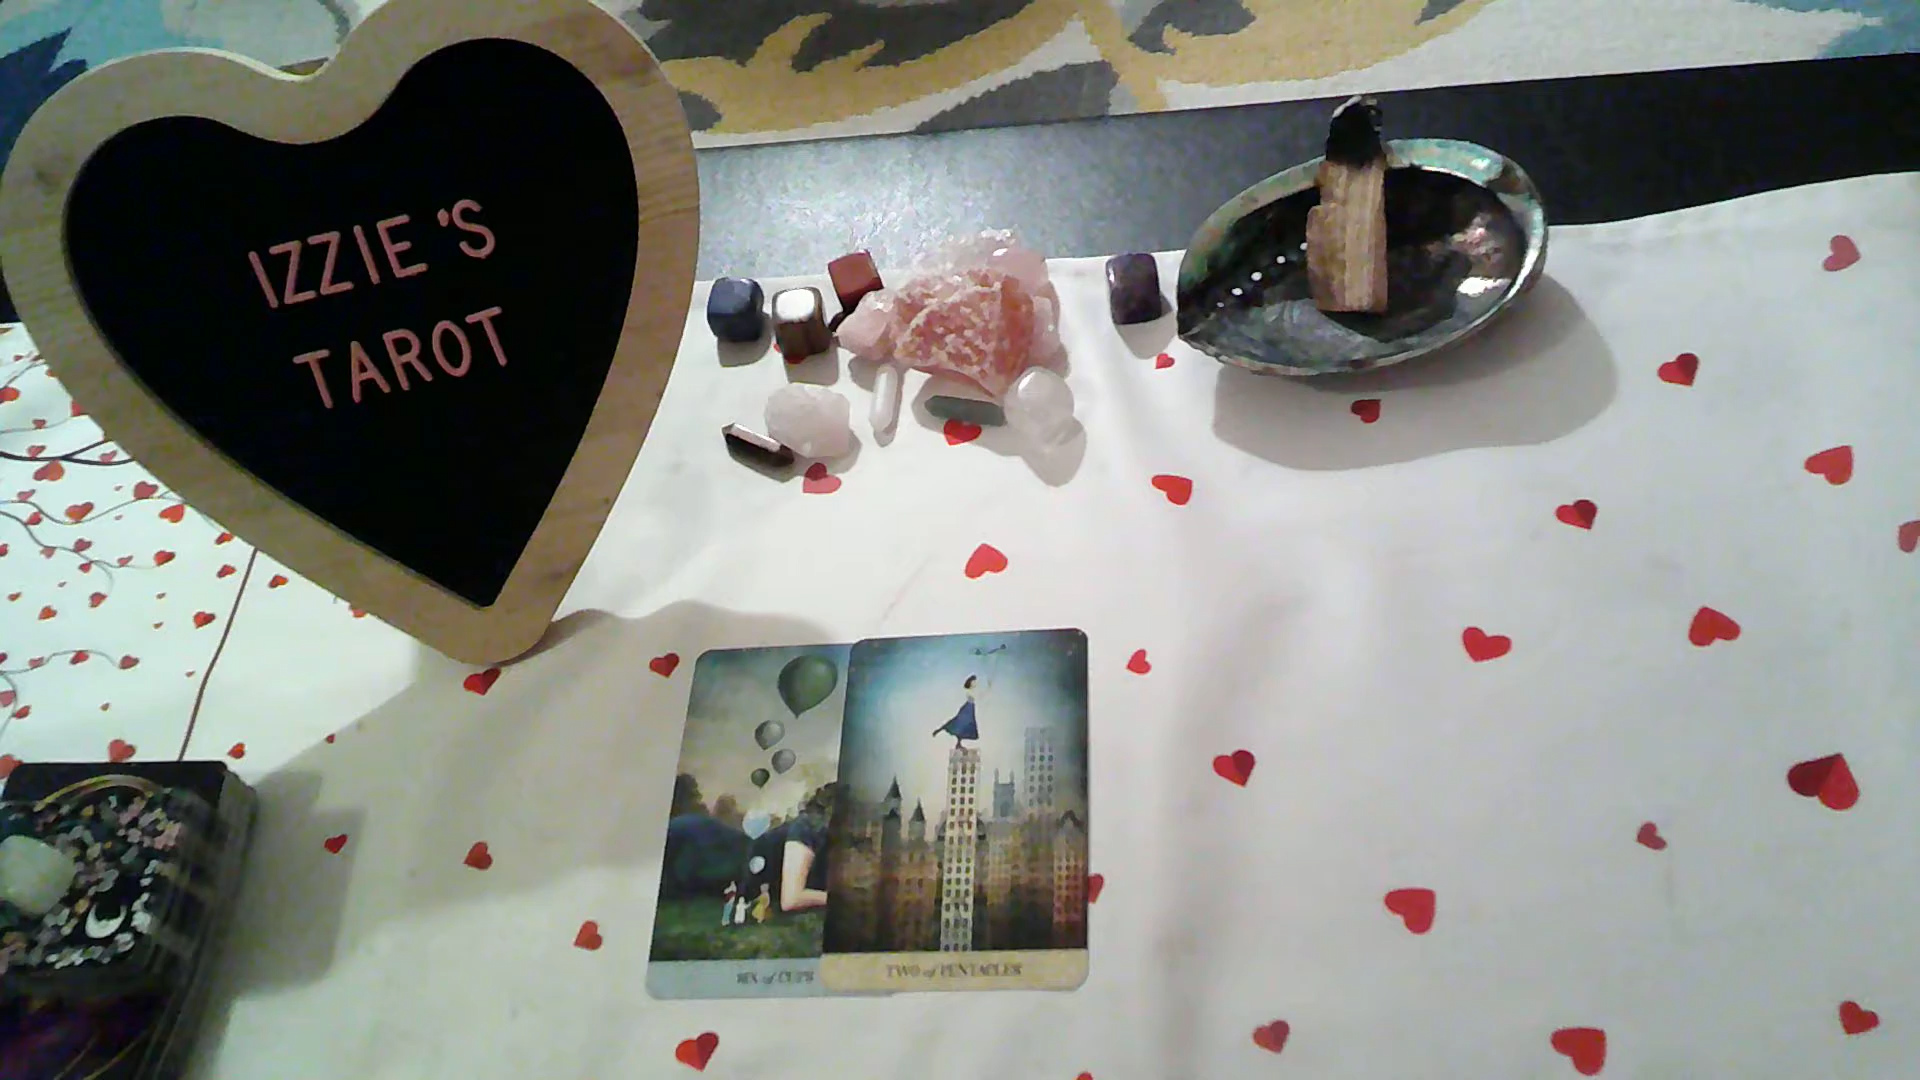 IZZIE'S
TAROT
SIX of CUPS
TWO of PENTACLES